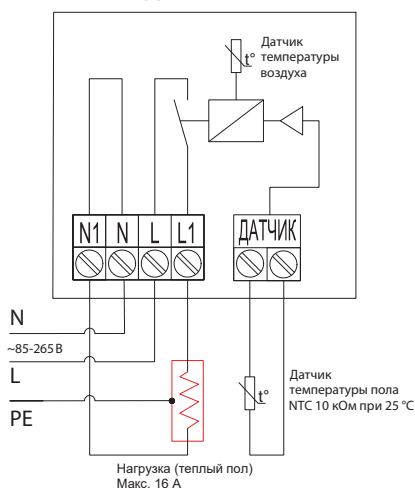 t°
Датчик
температуры
воздуха
N1 N L L1
ДАТЧИК
N
~85-265В
L
PE
t°
Датчик
температуры пола
NTC 10 кОм при 25 °C
Нагрузка (теплый пол)
Макс. 16 А